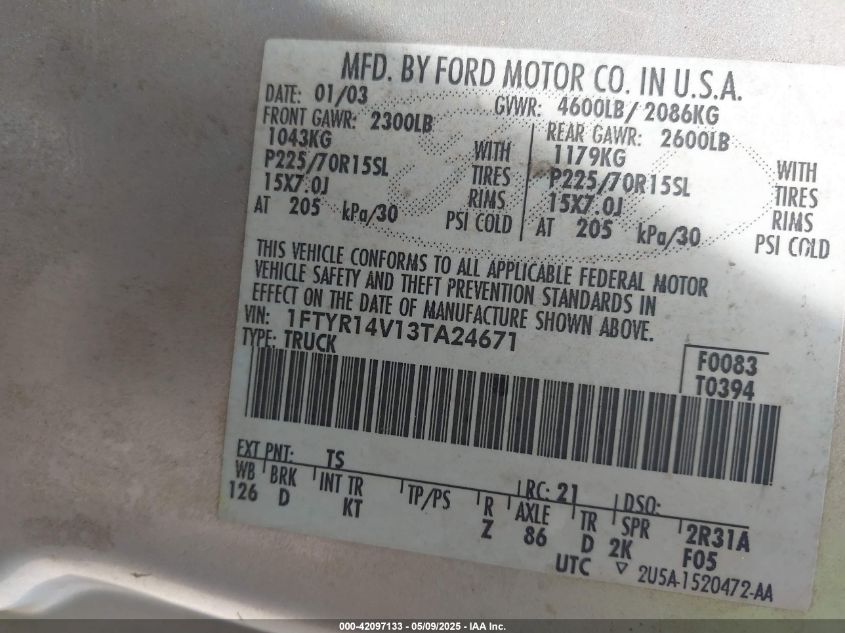 MFD. BY FORD MOTOR CO. IN U.S.A.
DATE: 01/03 GVWR: 4600LB/ 2086KG
FRONT GAWR: 2300LB REAR GAWR: 2600LB
1043KG WITH 1179KG WITH
P225/70R15SL TIRES P225/70R15SL TIRES
15X7.0J RIMS 15X7.0J RIMS
AT 205 kPa/30 PSI COLD AT 205 kPa/30 PSI COLD
THIS VEHICLE CONFORMS TO ALL APPLICABLE FEDERAL MOTOR
VEHICLE SAFETY AND THEFT PREVENTION STANDARDS IN
EFFECT ON THE DATE OF MANUFACTURE SHOWN ABOVE.
VIN: 1FTYR14V13TA24671
TYPE: TRUCK
F0083
T0394
EXT PNT: TS RC: 21 DSO:
WB BRK INT TR TP/PS R AXLE TR SPR 2R31A
126 D KT Z 86 D 2K F05
UTC ▽ 2U5A-1520472-AA
000-42097133 - 05/09/2025 - IAA Inc.